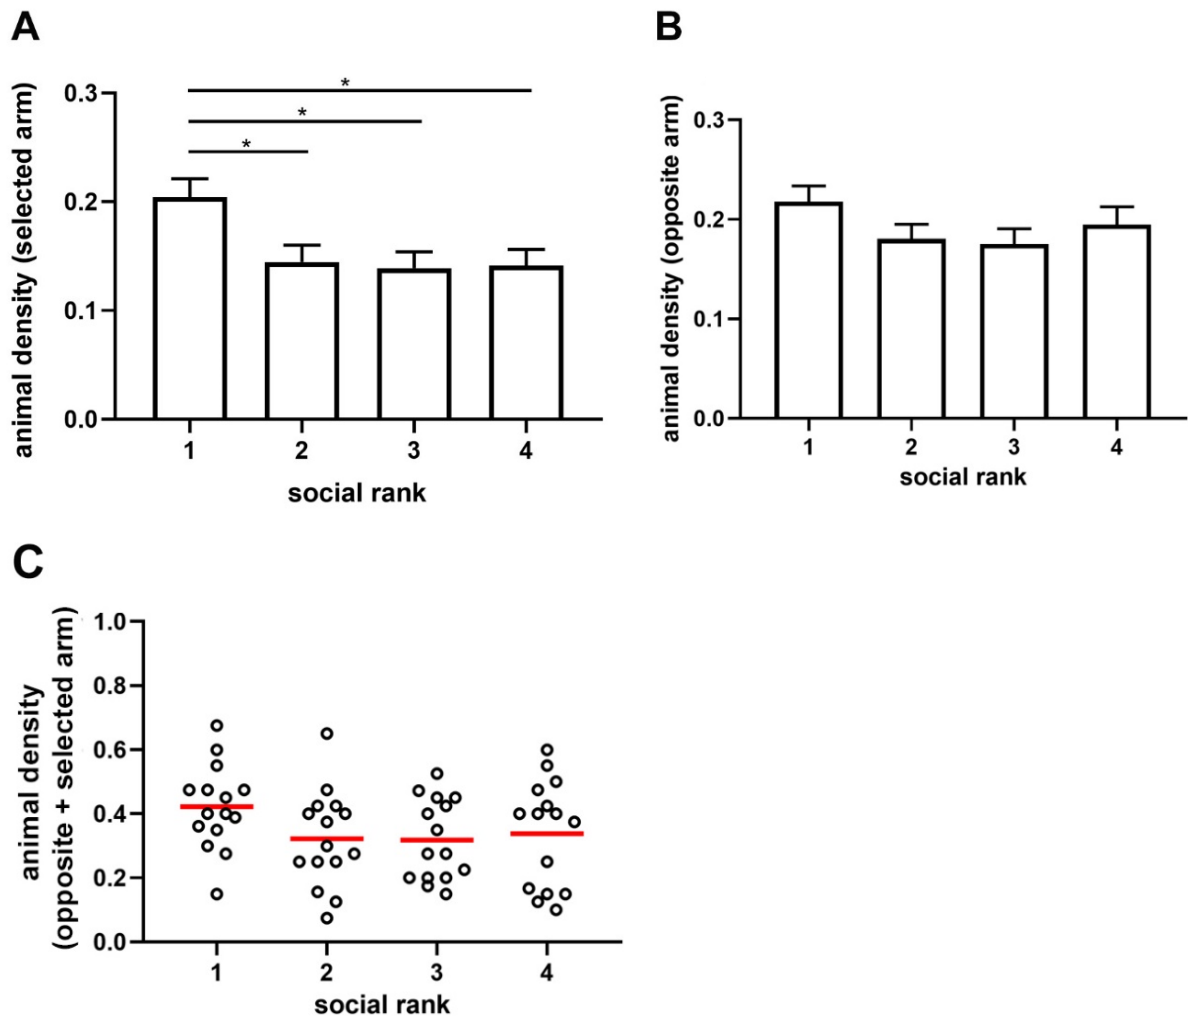 A
animal density (selected arm)
0.3
0.2
0.1
0.0
*
*
*
1 2 3 4
social rank
B
animal density (opposite arm)
0.3
0.2
0.1
0.0
1 2 3 4
social rank
C
animal density
(opposite + selected arm)
1.0
0.8
0.6
0.4
0.2
0.0
1 2 3 4
social rank